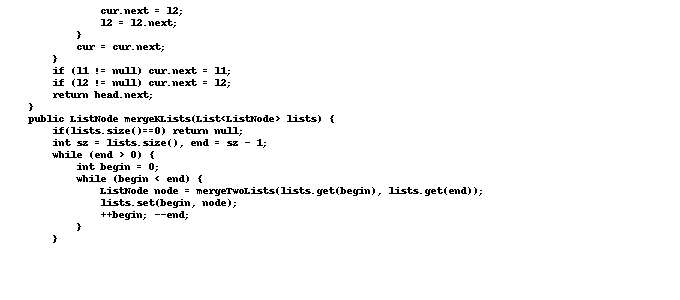 cur.next = l2;
l2 = l2.next;
}
cur = cur.next;
}
if (l1 != null) cur.next = l1;
if (l2 != null) cur.next = l2;
return head.next;
}
public ListNode mergeKLists(List<ListNode> lists) {
if(lists.size()==0) return null;
int sz = lists.size(), end = sz - 1;
while (end > 0) {
int begin = 0;
while (begin < end) {
ListNode node = mergeTwoLists(lists.get(begin), lists.get(end));
lists.set(begin, node);
++begin; --end;
}
}